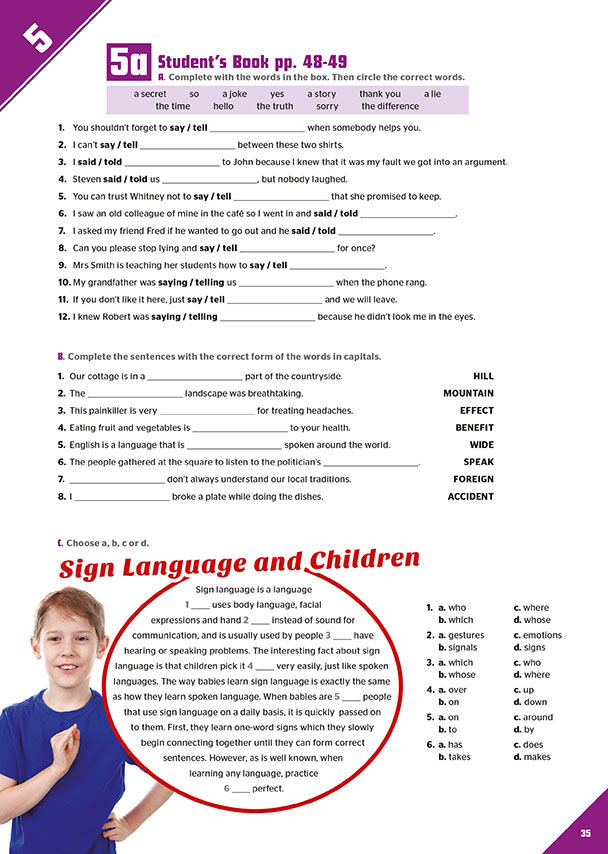 5
5a Student's Book pp. 48-49
A. Complete with the words in the box. Then circle the correct words.
a secret so a joke yes a story thank you a lie
the time hello the truth sorry the difference
1. You shouldn't forget to say / tell ____________________ when somebody helps you.
2. I can't say / tell ____________________ between these two shirts.
3. I said / told ____________________ to John because I knew that it was my fault we got into an argument.
4. Steven said / told us ____________________, but nobody laughed.
5. You can trust Whitney not to say / tell ____________________ that she promised to keep.
6. I saw an old colleague of mine in the café so I went in and said / told ____________________.
7. I asked my friend Fred if he wanted to go out and he said / told ____________________.
8. Can you please stop lying and say / tell ____________________ for once?
9. Mrs Smith is teaching her students how to say / tell ____________________.
10. My grandfather was saying / telling us ____________________ when the phone rang.
11. If you don't like it here, just say / tell ____________________ and we will leave.
12. I knew Robert was saying / telling ____________________ because he didn't look me in the eyes.
B. Complete the sentences with the correct form of the words in capitals.
1. Our cottage is in a ____________________ part of the countryside. HILL
2. The ____________________ landscape was breathtaking. MOUNTAIN
3. This painkiller is very ____________________ for treating headaches. EFFECT
4. Eating fruit and vegetables is ____________________ to your health. BENEFIT
5. English is a language that is ____________________ spoken around the world. WIDE
6. The people gathered at the square to listen to the politician's ____________________. SPEAK
7. ____________________ don't always understand our local traditions. FOREIGN
8. I ____________________ broke a plate while doing the dishes. ACCIDENT
C. Choose a, b, c or d.
Sign Language and Children
Sign language is a language
1 ____ uses body language, facial
expressions and hand 2 ____ instead of sound for
communication, and is usually used by people 3 ____ have
hearing or speaking problems. The interesting fact about sign
language is that children pick it 4 ____ very easily, just like spoken
languages. The way babies learn sign language is exactly the same
as how they learn spoken language. When babies are 5 ____ people
that use sign language on a daily basis, it is quickly passed on
to them. First, they learn one-word signs which they slowly
begin connecting together until they can form correct
sentences. However, as is well known, when
learning any language, practice
6 ____ perfect.
1. a. who c. where
b. which d. whose
2. a. gestures c. emotions
b. signals d. signs
3. a. which c. who
b. whose d. where
4. a. over c. up
b. on d. down
5. a. on c. around
b. to d. by
6. a. has c. does
b. takes d. makes
35